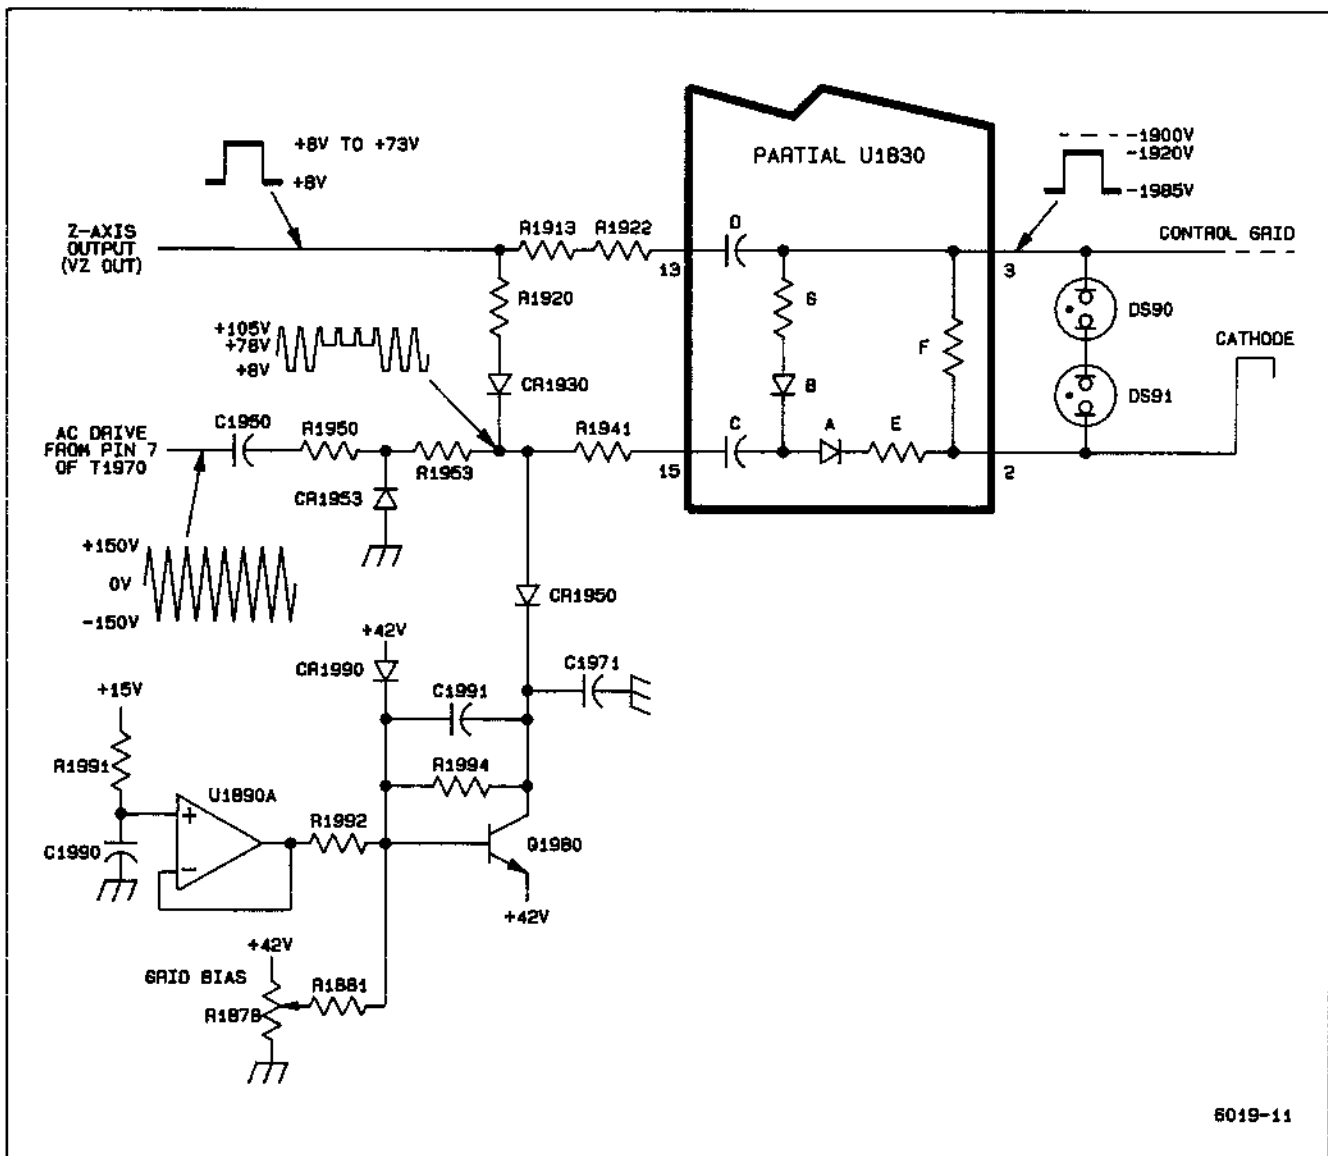 +8V TO +73V
+8V
PARTIAL U1830
-1900V
-1920V
-1985V
Z-AXIS
OUTPUT
(VZ OUT)
R1913
R1922
D
13
3
CONTROL GRID
R1920
G
DS90
+105V
+78V
+8V
F
CATHODE
CR1930
B
DS91
AC DRIVE
FROM PIN 7
OF T1970
C1950
R1950
R1953
R1941
C
A
E
15
2
CR1953
+150V
0V
-150V
CR1950
+42V
CR1990
C1971
+15V
C1991
R1991
R1994
U1890A
+
-
R1992
C1990
Q1980
+42V
+42V
GRID BIAS
R1881
R1878
6019-11